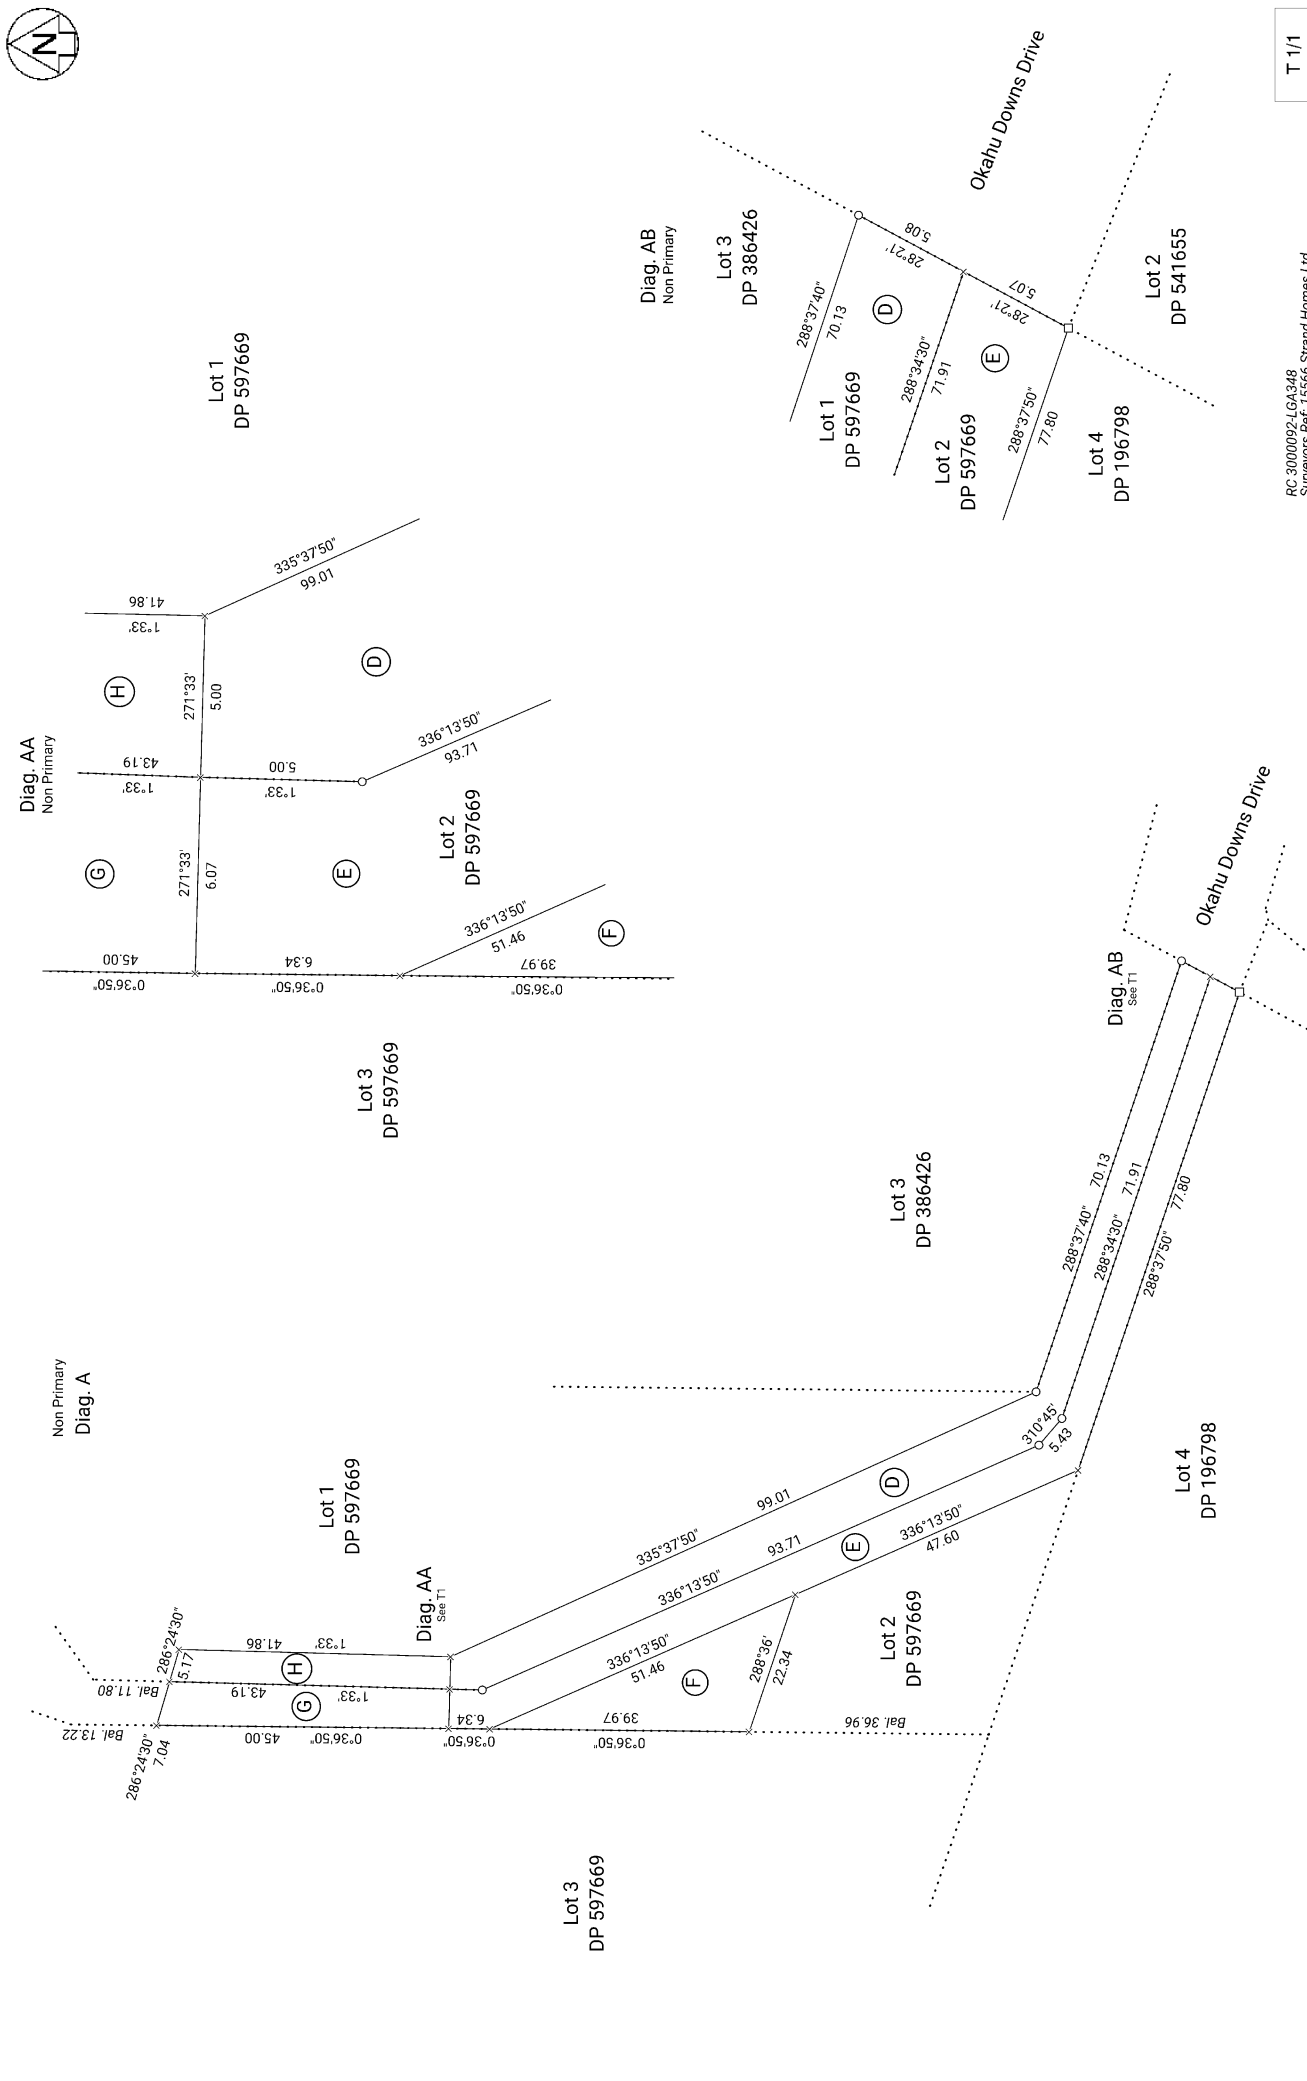 N
Diag. AA
Non Primary
H
G
1°33'
41.86
1°33'
43.19
271°33'
5.00
271°33'
6.07
D
E
F
1°33'
5.00
335°37'50"
99.01
336°13'50"
93.71
336°13'50"
51.46
0°36'50"
45.00
0°36'50"
6.34
0°36'50"
39.97
Lot 2
DP 597669
Lot 3
DP 597669
Lot 1
DP 597669
Diag. AB
Non Primary
Lot 3
DP 386426
Okahu Downs Drive
28°21'
5.08
28°21'
5.07
288°37'40"
70.13
D
288°34'30"
71.91
E
288°37'50"
77.80
Lot 1
DP 597669
Lot 2
DP 597669
Lot 4
DP 196798
Lot 2
DP 541655
T 1/1
RC 3000092-LGA348
Surveyors Ref: 15566 Strand Homes Ltd
Non Primary
Diag. A
Lot 1
DP 597669
Bal. 13.22
Bal. 11.80
286°24'30"
7.04
286°24'30"
5.17
H
G
1°33'
41.86
1°33'
43.19
0°36'50"
45.00
Diag. AA
See T1
0°36'50"
6.34
0°36'50"
39.97
335°37'50"
99.01
336°13'50"
93.71
336°13'50"
51.46
336°13'50"
47.60
D
E
F
288°36'
22.34
Bal. 36.96
310°45'
5.43
Lot 2
DP 597669
Lot 3
DP 597669
Lot 3
DP 386426
Lot 4
DP 196798
288°37'40"
70.13
288°34'30"
71.91
288°37'50"
77.80
Diag. AB
See T1
Okahu Downs Drive